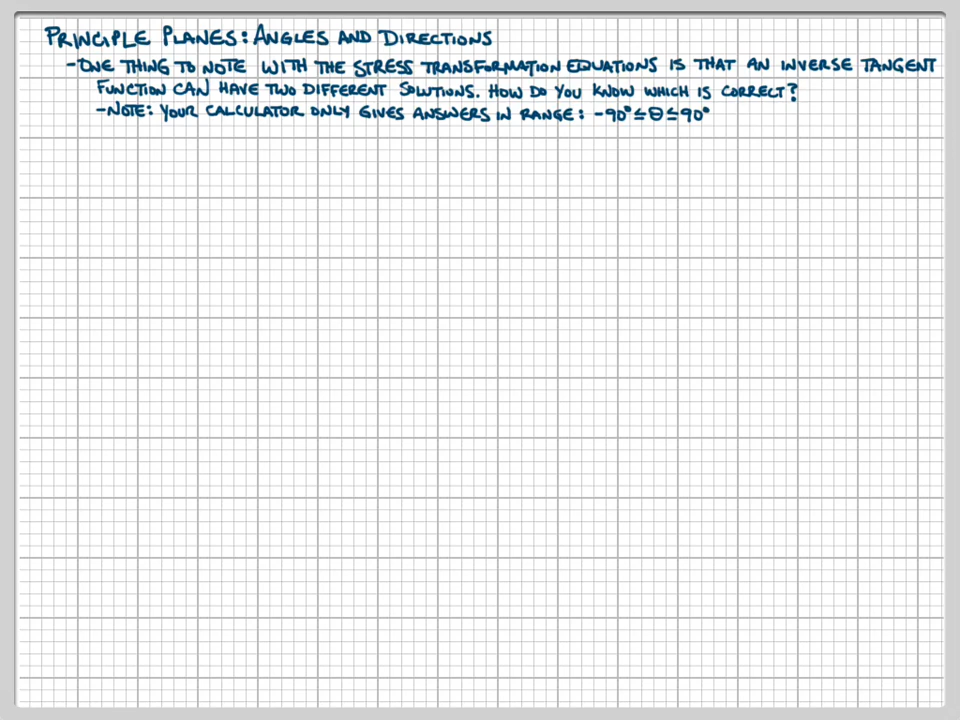 PRINCIPLE PLANES: ANGLES AND DIRECTIONS
-ONE THING TO NOTE WITH THE STRESS TRANSFORMATION EQUATIONS IS THAT AN INVERSE TANGENT
FUNCTION CAN HAVE TWO DIFFERENT SOLUTIONS. HOW DO YOU KNOW WHICH IS CORRECT?
-NOTE: YOUR CALCULATOR ONLY GIVES ANSWERS IN RANGE: -90° ≤ θ ≤ 90°